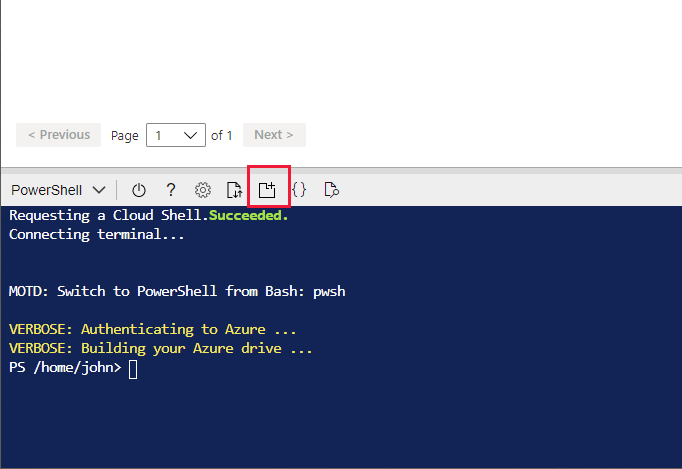 < Previous Page 1 of 1 Next >
PowerShell ? { }
Requesting a Cloud Shell.Succeeded.
Connecting terminal...
MOTD: Switch to PowerShell from Bash: pwsh
VERBOSE: Authenticating to Azure ...
VERBOSE: Building your Azure drive ...
PS /home/john>